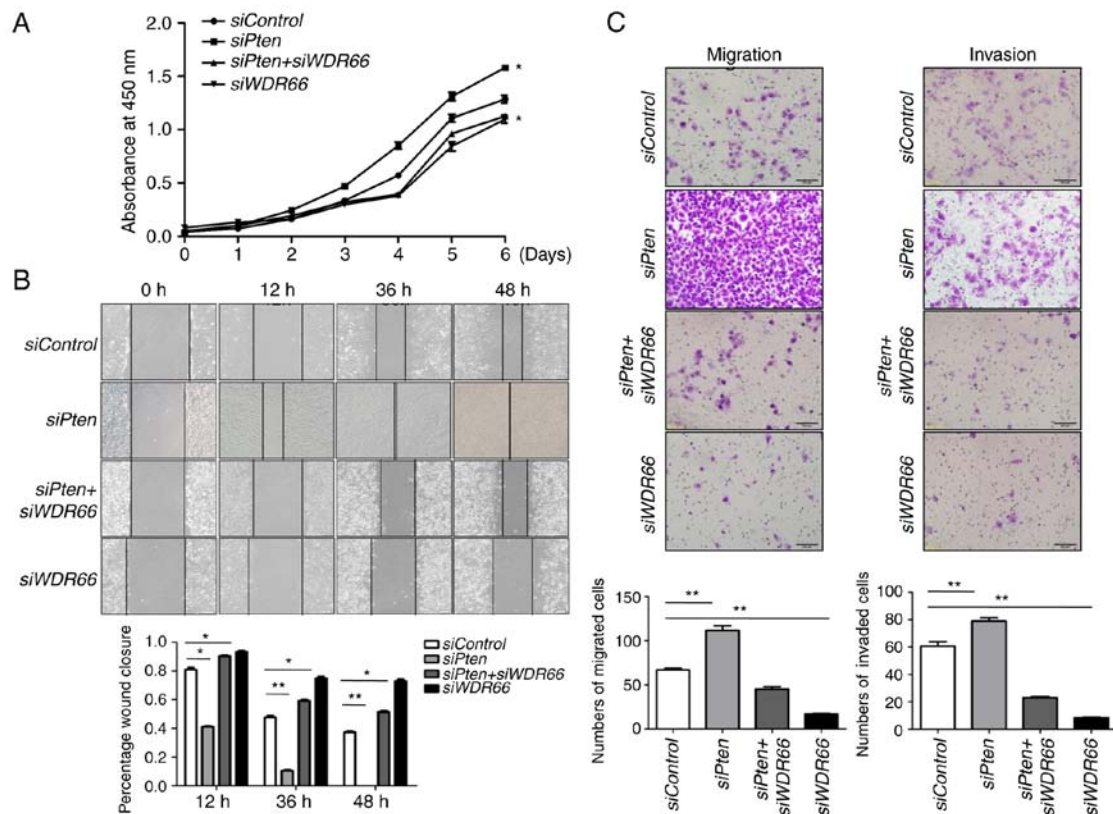 A
2.0
1.5
1.0
0.5
0.0
Absorbance at 450 nm
siControl
siPten
siPten+siWDR66
siWDR66
*
*
0 1 2 3 4 5 6 (Days)
B
0 h 12 h 36 h 48 h
siControl
siPten
siPten+
siWDR66
siWDR66
Percentage wound closure
1.0
0.8
0.6
0.4
0.2
0.0
*
*
*
**
*
**
12 h 36 h 48 h
siControl
siPten
siPten+siWDR66
siWDR66
C
Migration Invasion
siControl siControl
siPten siPten
siPten+
siWDR66
siPten+
siWDR66
siWDR66 siWDR66
Numbers of migrated cells
150
100
50
0
** **
siControl
siPten
siPten+
siWDR66
siWDR66
Numbers of invaded cells
100
80
60
40
20
0
** **
siControl
siPten
siPten+
siWDR66
siWDR66